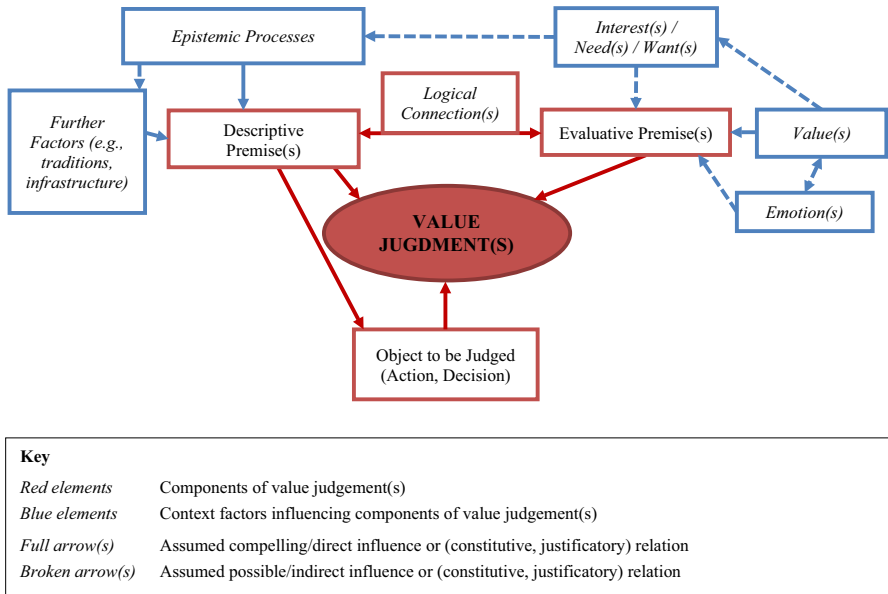 Epistemic Processes
Interest(s) /
Need(s) / Want(s)
Further
Factors (e.g.,
traditions,
infrastructure)
Descriptive
Premise(s)
Logical
Connection(s)
Evaluative Premise(s)
Value(s)
Emotion(s)
VALUE
JUGDMENT(S)
Object to be Judged
(Action, Decision)
Key
Red elements Components of value judgement(s)
Blue elements Context factors influencing components of value judgement(s)
Full arrow(s) Assumed compelling/direct influence or (constitutive, justificatory) relation
Broken arrow(s) Assumed possible/indirect influence or (constitutive, justificatory) relation